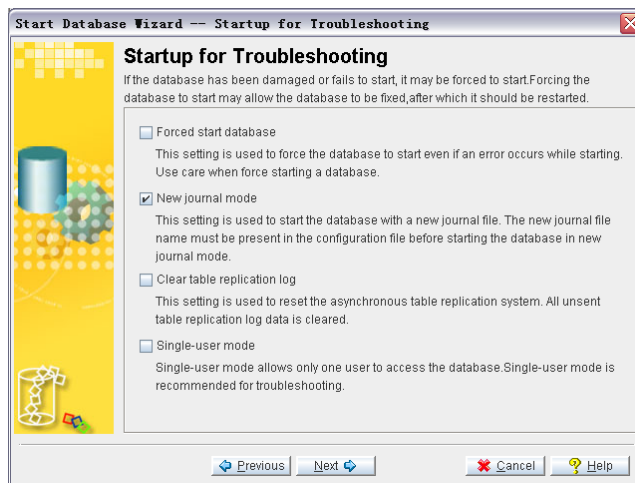 Start Database Wizard -- Startup for Troubleshooting
Startup for Troubleshooting
If the database has been damaged or fails to start, it may be forced to start.Forcing the
database to start may allow the database to be fixed,after which it should be restarted.
Forced start database
This setting is used to force the database to start even if an error occurs while starting.
Use care when force starting a database.
New journal mode
This setting is used to start the database with a new journal file. The new journal file
name must be present in the configuration file before starting the database in new
journal mode.
Clear table replication log
This setting is used to reset the asynchronous table replication system. All unsent
table replication log data is cleared.
Single-user mode
Single-user mode allows only one user to access the database.Single-user mode is
recommended for troubleshooting.
Previous Next Cancel Help